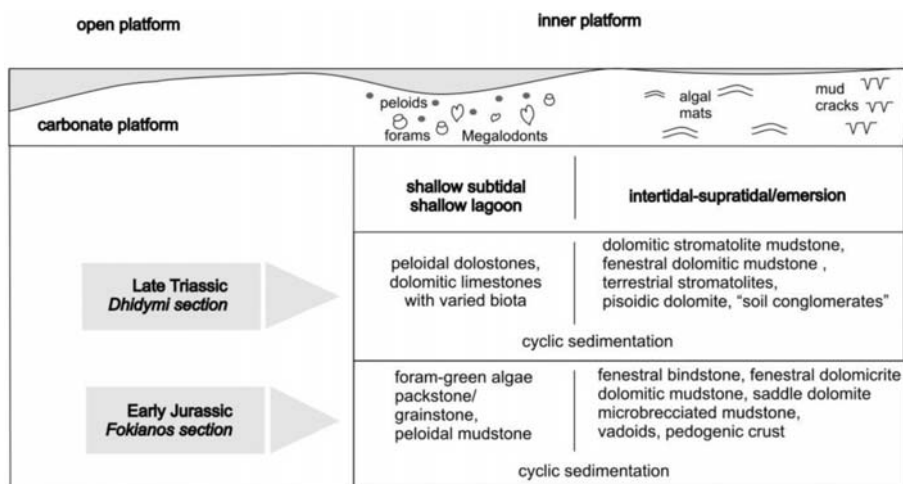 open platform
inner platform
peloids
forams
Megalodonts
algal
mats
mud
cracks
carbonate platform
shallow subtidal
shallow lagoon
intertidal-supratidal/emersion
Late Triassic
Dhidymi section
peloidal dolostones,
dolomitic limestones
with varied biota
dolomitic stromatolite mudstone,
fenestral dolomitic mudstone ,
terrestrial stromatolites,
pisoidic dolomite, “soil conglomerates”
cyclic sedimentation
Early Jurassic
Fokianos section
foram-green algae
packstone/
grainstone,
peloidal mudstone
fenestral bindstone, fenestral dolomicrite
dolomitic mudstone, saddle dolomite
microbrecciated mudstone,
vadoids, pedogenic crust
cyclic sedimentation